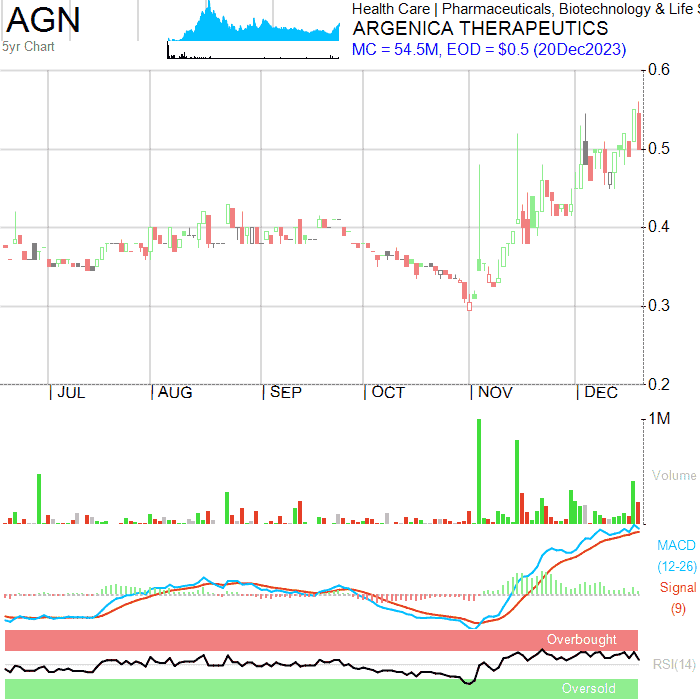 AGN
5yr Chart
Health Care | Pharmaceuticals, Biotechnology & Life S
ARGENICA THERAPEUTICS
MC = 54.5M, EOD = $0.5 (20Dec2023)
0.6
0.5
0.4
0.3
0.2
| JUL | AUG | SEP | OCT | NOV | DEC
1M
Volume
MACD
(12-26)
Signal
(9)
Overbought
RSI(14)
Oversold